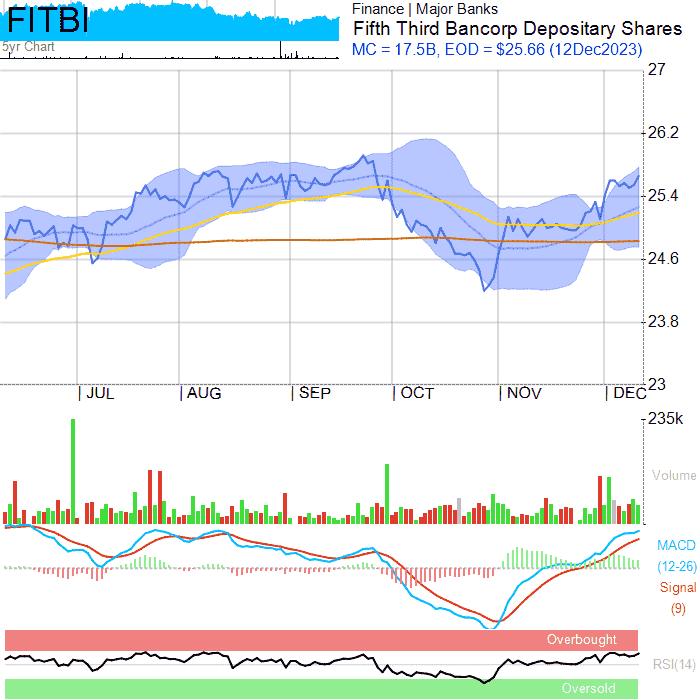 FITBI
5yr Chart
Finance | Major Banks
Fifth Third Bancorp Depositary Shares
MC = 17.5B, EOD = $25.66 (12Dec2023)
27
26.2
25.4
24.6
23.8
23
| JUL | AUG | SEP | OCT | NOV | DEC
235k
Volume
MACD
(12-26)
Signal
(9)
Overbought
RSI(14)
Oversold